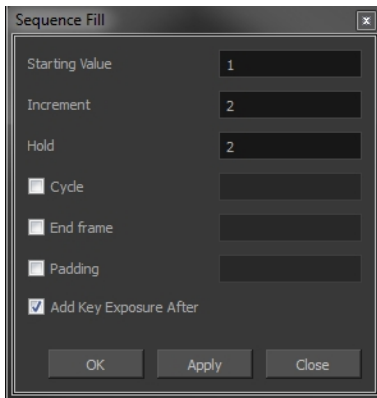 Sequence Fill
Starting Value 1
Increment 2
Hold 2
Cycle
End frame
Padding
Add Key Exposure After
OK Apply Close